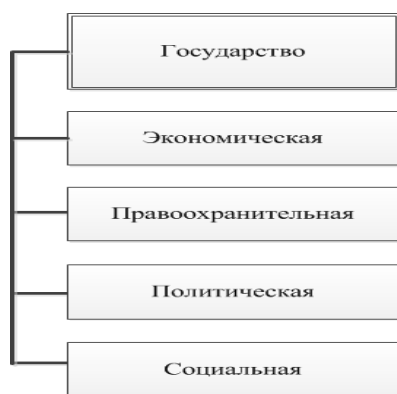 Государство
Экономическая
Правоохранительная
Политическая
Социальная